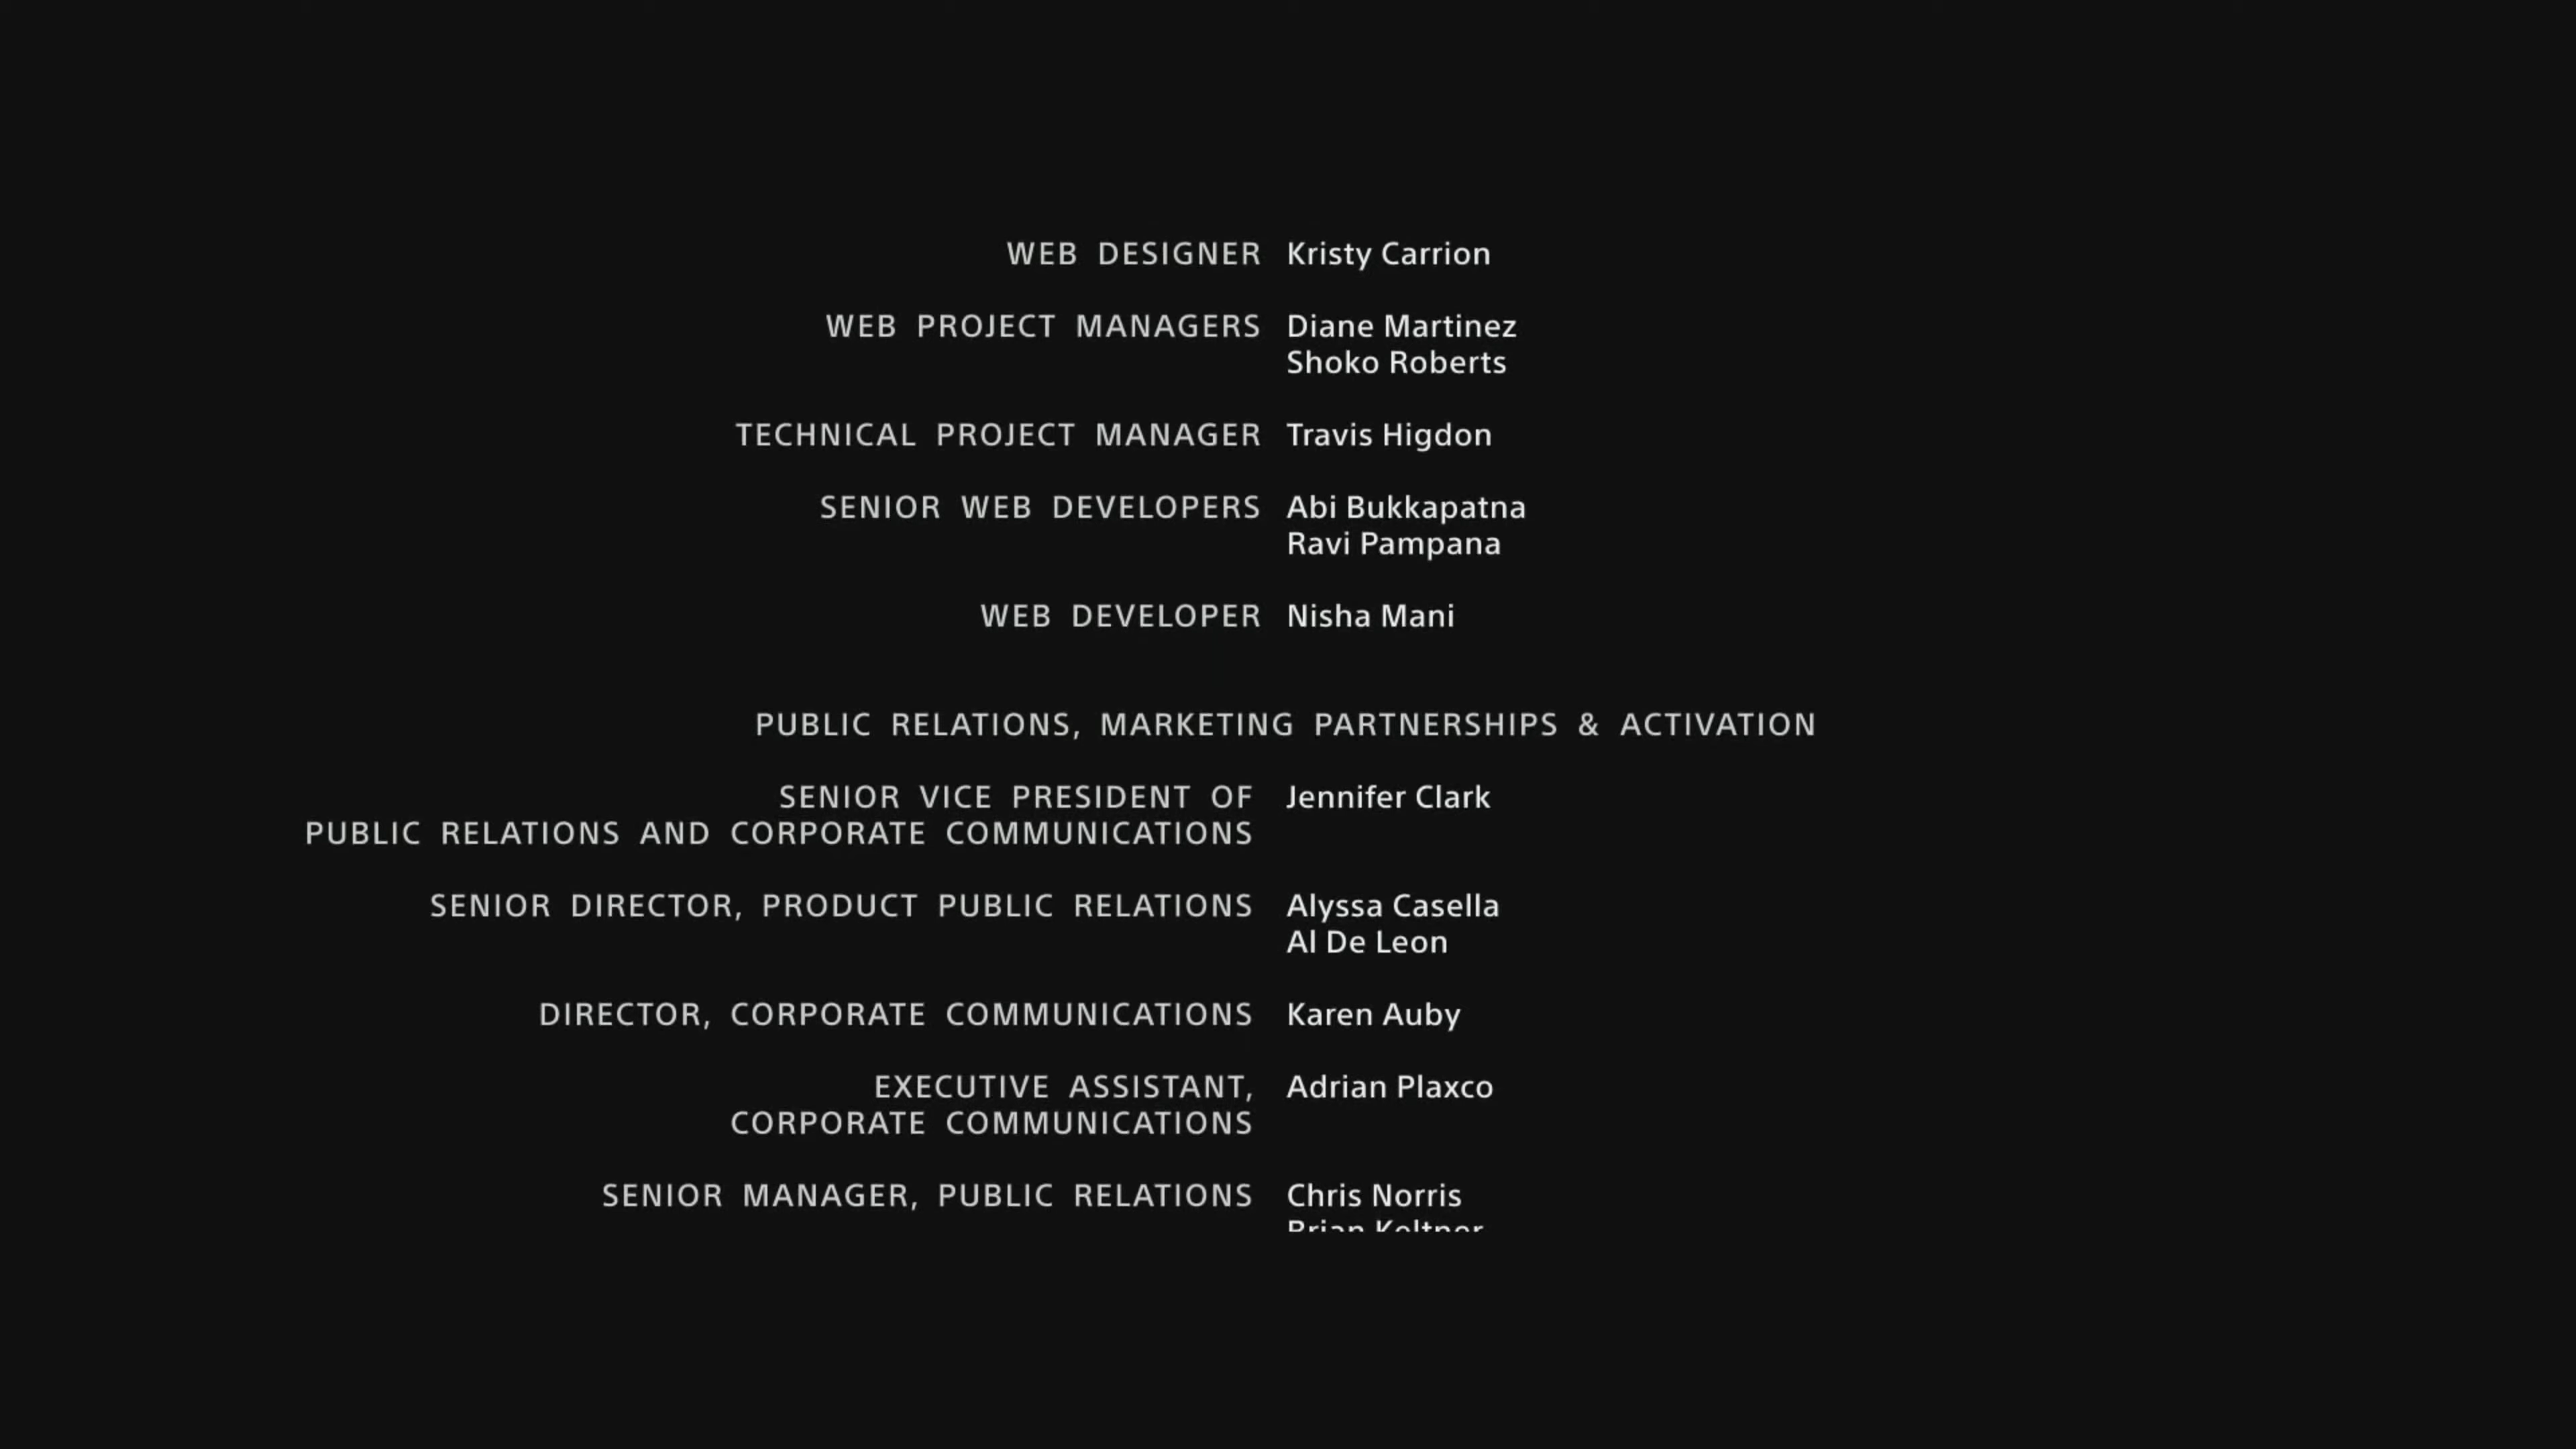 WEB DESIGNER Kristy Carrion
WEB PROJECT MANAGERS Diane Martinez
Shoko Roberts
TECHNICAL PROJECT MANAGER Travis Higdon
SENIOR WEB DEVELOPERS Abi Bukkapatna
Ravi Pampana
WEB DEVELOPER Nisha Mani
PUBLIC RELATIONS, MARKETING PARTNERSHIPS & ACTIVATION
SENIOR VICE PRESIDENT OF Jennifer Clark
PUBLIC RELATIONS AND CORPORATE COMMUNICATIONS
SENIOR DIRECTOR, PRODUCT PUBLIC RELATIONS Alyssa Casella
Al De Leon
DIRECTOR, CORPORATE COMMUNICATIONS Karen Auby
EXECUTIVE ASSISTANT, Adrian Plaxco
CORPORATE COMMUNICATIONS
SENIOR MANAGER, PUBLIC RELATIONS Chris Norris
Brian Keltner